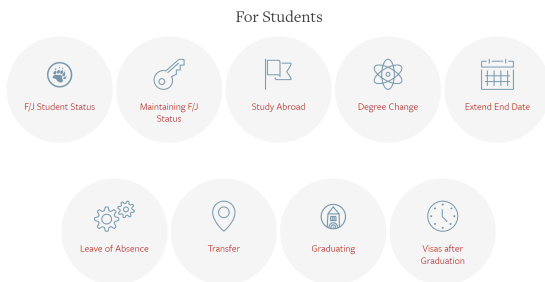 For Students
F/J Student Status
Maintaining F/J
Status
Study Abroad
Degree Change
Extend End Date
Leave of Absence
Transfer
Graduating
Visas after
Graduation